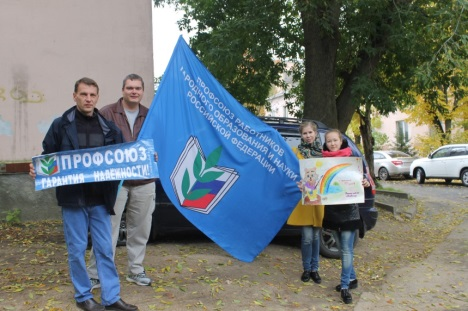 ПРОФСОЮЗ
ГАРАНТИЯ НАДЕЖНОСТИ!
ПРОФСОЮЗ РАБОТНИКОВ
НАРОДНОГО ОБРАЗОВАНИЯ И НАУКИ
РОССИЙСКОЙ ФЕДЕРАЦИИ